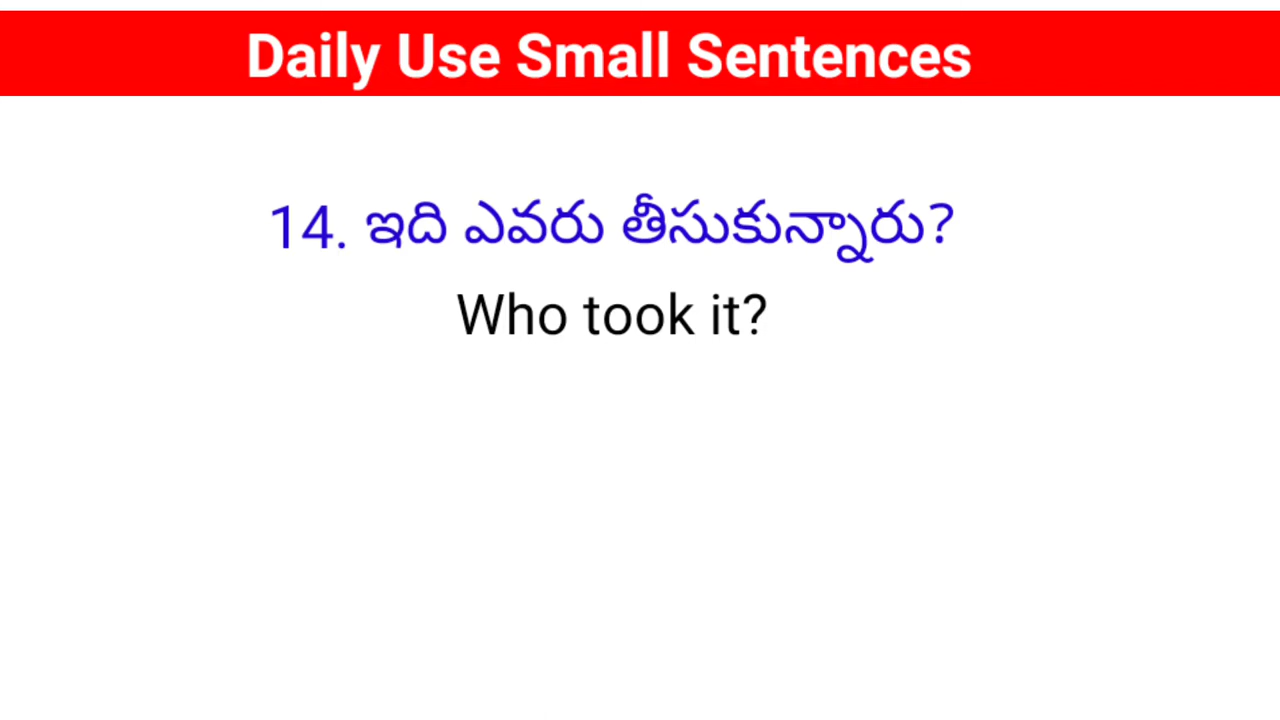 Daily Use Small Sentences
14. ఇది ఎవరు తీసుకున్నారు?
Who took it?